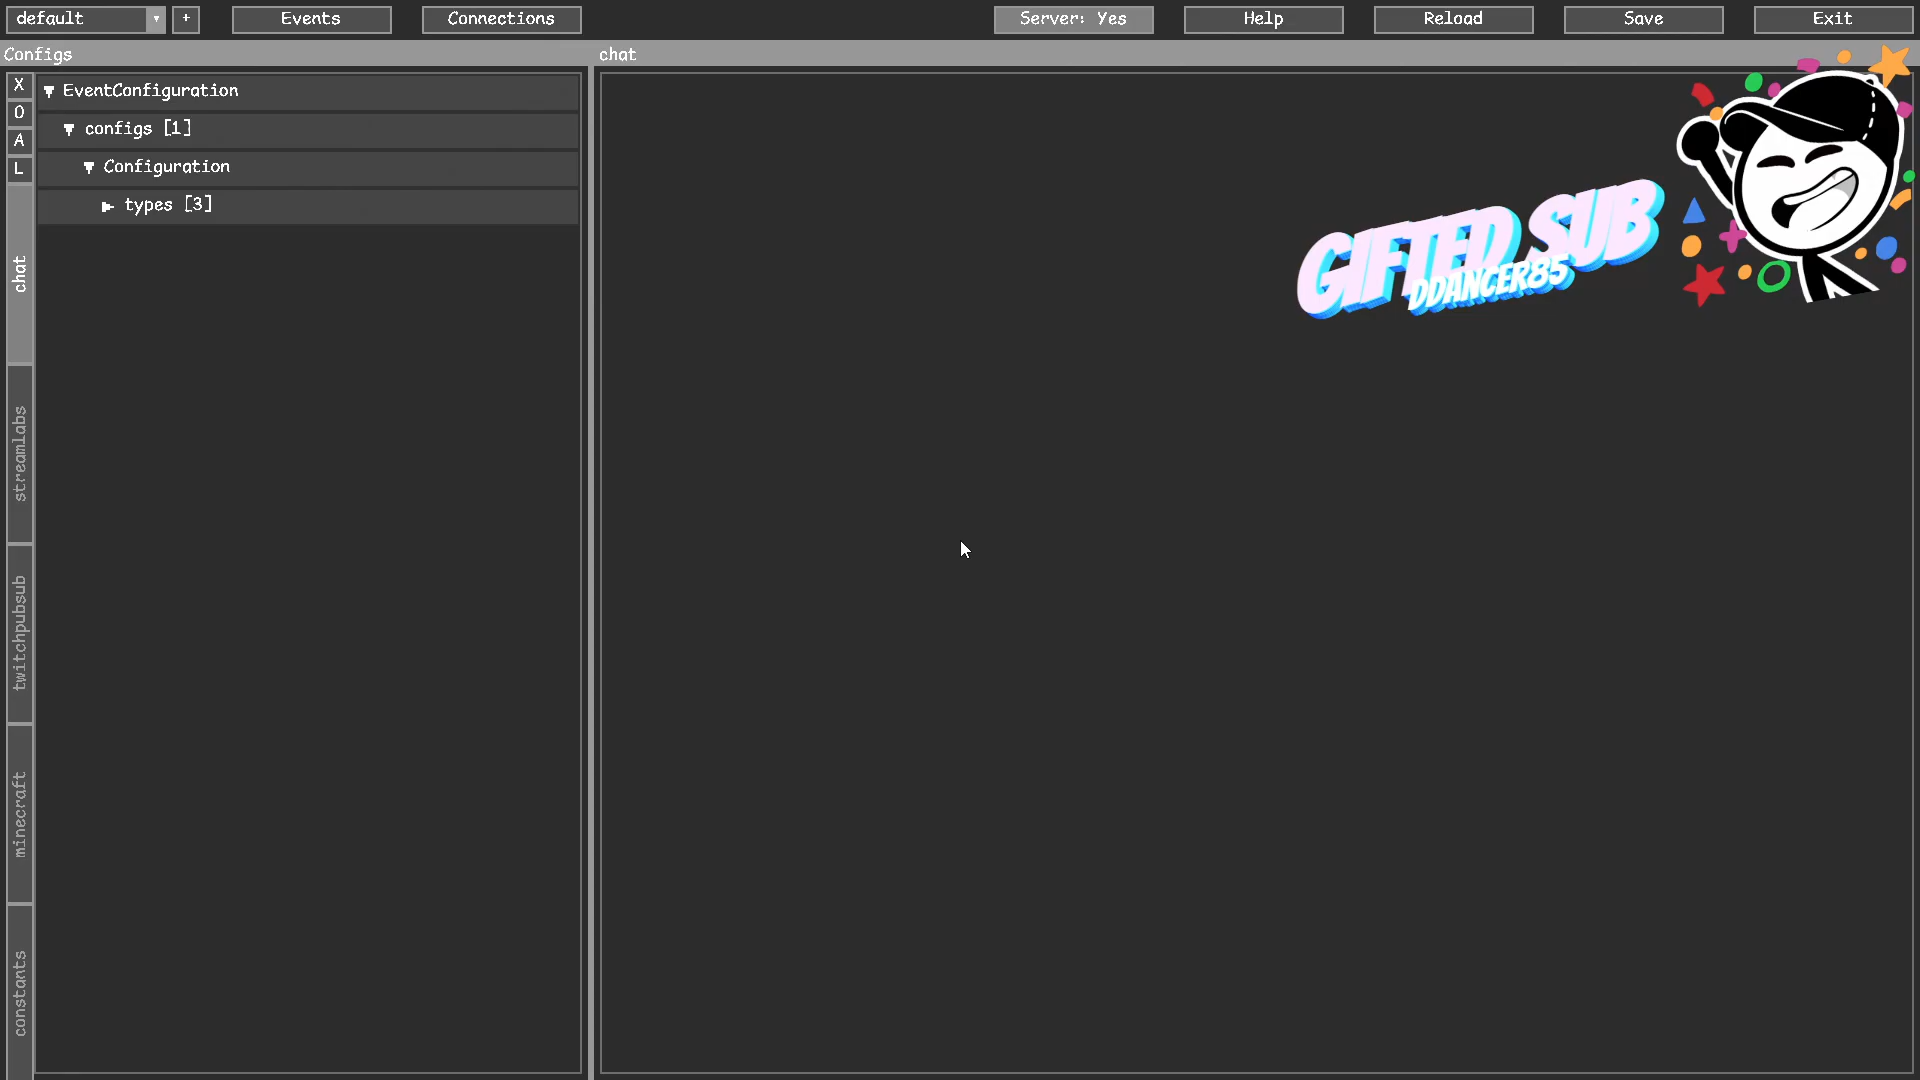 default
+
Events
Connections
Server: Yes
Help
Reload
Save
Exit
Configs
chat
X
O
A
L
chat
streamlabs
twitchpubsub
minecraft
constants
EventConfiguration
configs [1]
Configuration
types [3]
GIFTED SUB
DDANCER85